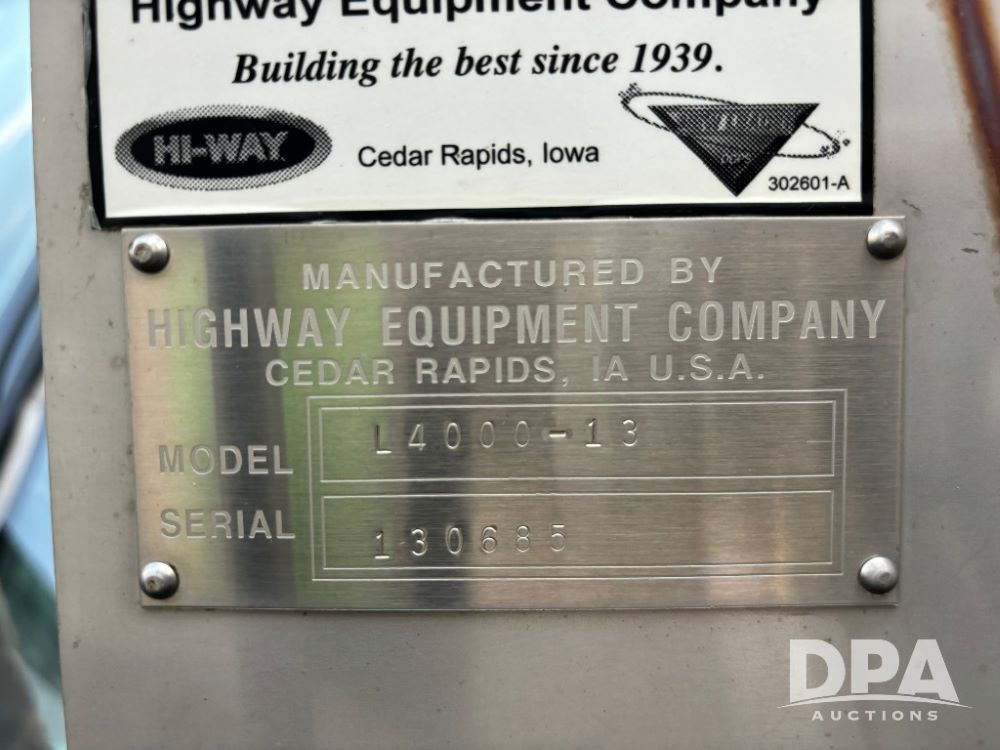 Highway Equipment Company
Building the best since 1939.
HI-WAY
Cedar Rapids, Iowa
302601-A
MANUFACTURED BY
HIGHWAY EQUIPMENT COMPANY
CEDAR RAPIDS, IA U.S.A.
MODEL L4000-13
SERIAL 130685
DPA
AUCTIONS